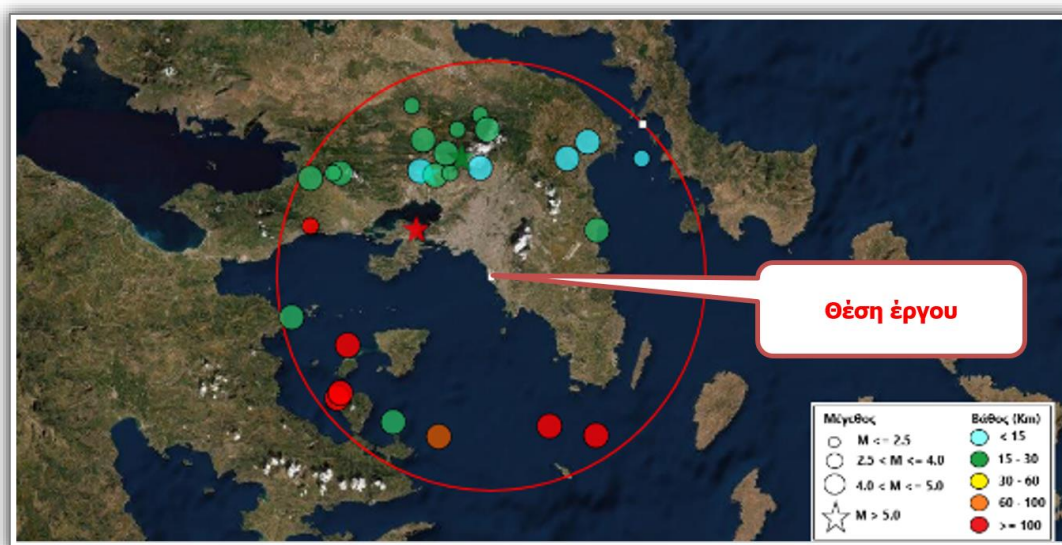 Θέση έργου
Μέγεθος
M <= 2.5
2.5 < M <= 4.0
4.0 < M <= 5.0
M > 5.0
Βάθος (Km)
< 15
15 - 30
30 - 60
60 - 100
>= 100